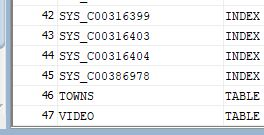 42 SYS_C00316399 INDEX
43 SYS_C00316403 INDEX
44 SYS_C00316404 INDEX
45 SYS_C00386978 INDEX
46 TOWNS TABLE
47 VIDEO TABLE